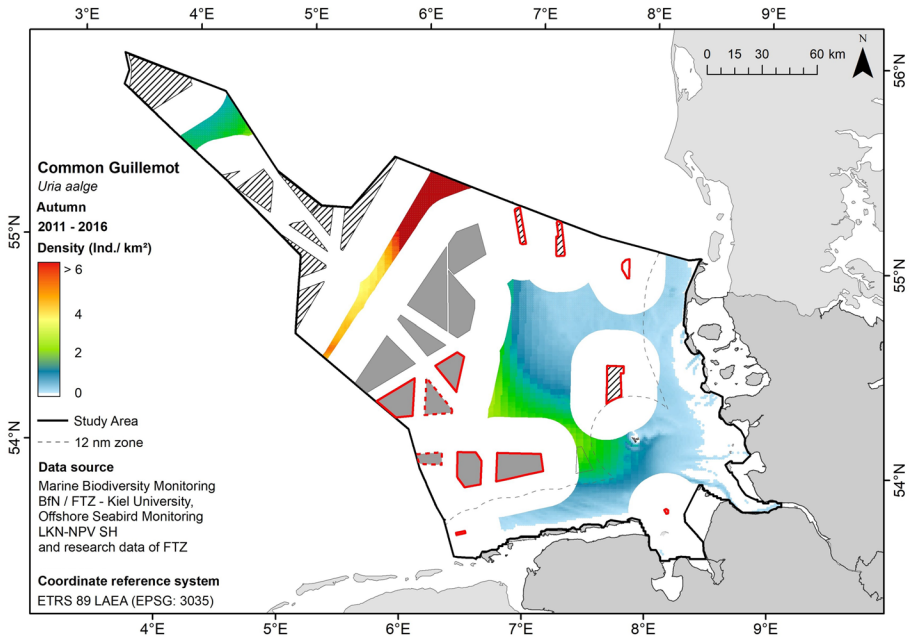 3°E 4°E 5°E 6°E 7°E 8°E 9°E
N
0 15 30 60 km
56°N
55°N
54°N
55°N
54°N
Common Guillemot
Uria aalge
Autumn
2011 - 2016
Density (Ind./ km²)
> 6
4
2
0
Study Area
12 nm zone
Data source
Marine Biodiversity Monitoring
BfN / FTZ - Kiel University,
Offshore Seabird Monitoring
LKN-NPV SH
and research data of FTZ
Coordinate reference system
ETRS 89 LAEA (EPSG: 3035)
4°E 5°E 6°E 7°E 8°E 9°E